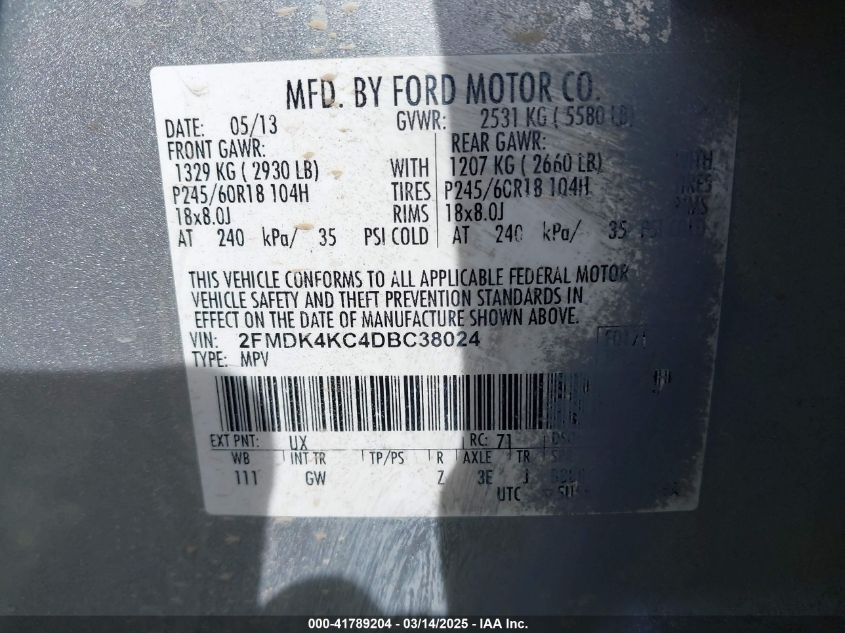 MFD. BY FORD MOTOR CO.
DATE: 05/13 GVWR: 2531 KG ( 5580 LB)
FRONT GAWR: REAR GAWR:
1329 KG ( 2930 LB) WITH 1207 KG ( 2660 LB) WITH
P245/60R18 104H TIRES P245/60R18 104H TIRES
18x8.0J RIMS 18x8.0J RIMS
AT 240 kPa/ 35 PSI COLD AT 240 kPa/ 35 PSI COLD
THIS VEHICLE CONFORMS TO ALL APPLICABLE FEDERAL MOTOR
VEHICLE SAFETY AND THEFT PREVENTION STANDARDS IN
EFFECT ON THE DATE OF MANUFACTURE SHOWN ABOVE.
VIN: 2FMDK4KC4DBC38024
TYPE: MPV
EXT PNT: UX RC: 71
WB INT TR TP/PS R AXLE TR
111 GW Z 3E J
UTC
000-41789204 - 03/14/2025 - IAA Inc.